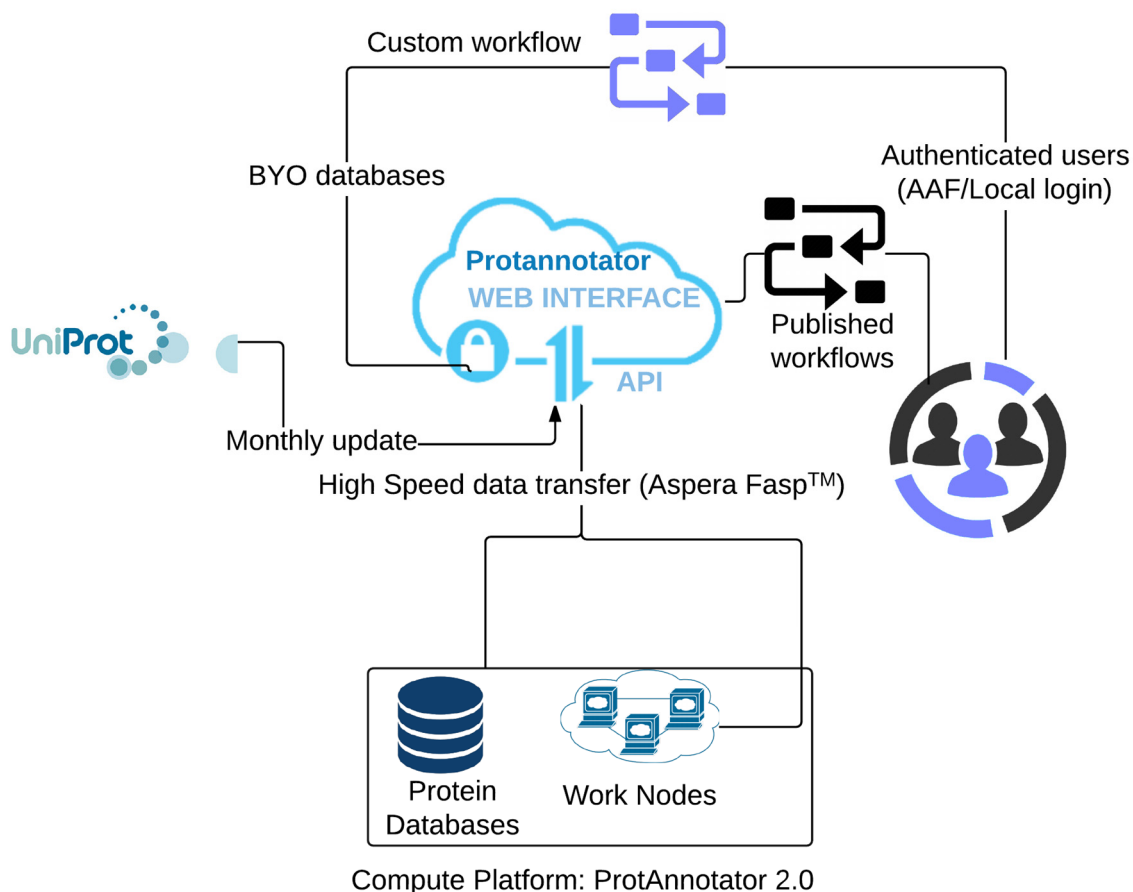 Custom workflow
Authenticated users
(AAF/Local login)
BYO databases
Protannotator
WEB INTERFACE
Published
workflows
UniProt
API
Monthly update
High Speed data transfer (Aspera Fasp™)
Protein
Databases
Work Nodes
Compute Platform: ProtAnnotator 2.0